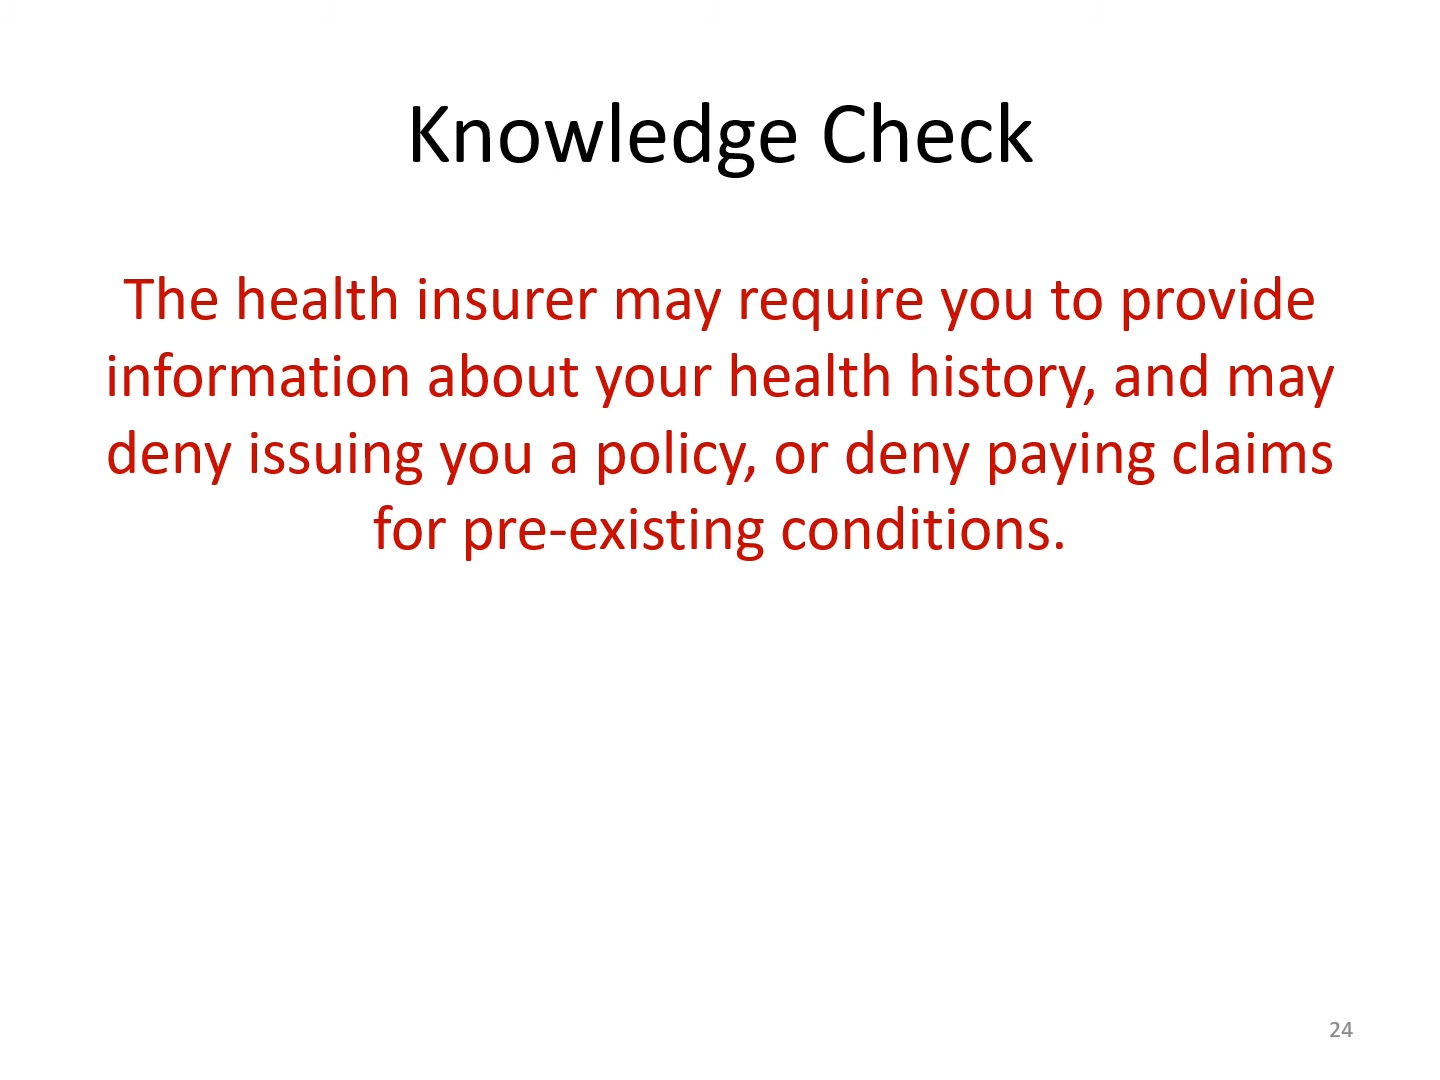 Knowledge Check
The health insurer may require you to provide
information about your health history, and may
deny issuing you a policy, or deny paying claims
for pre-existing conditions.
24